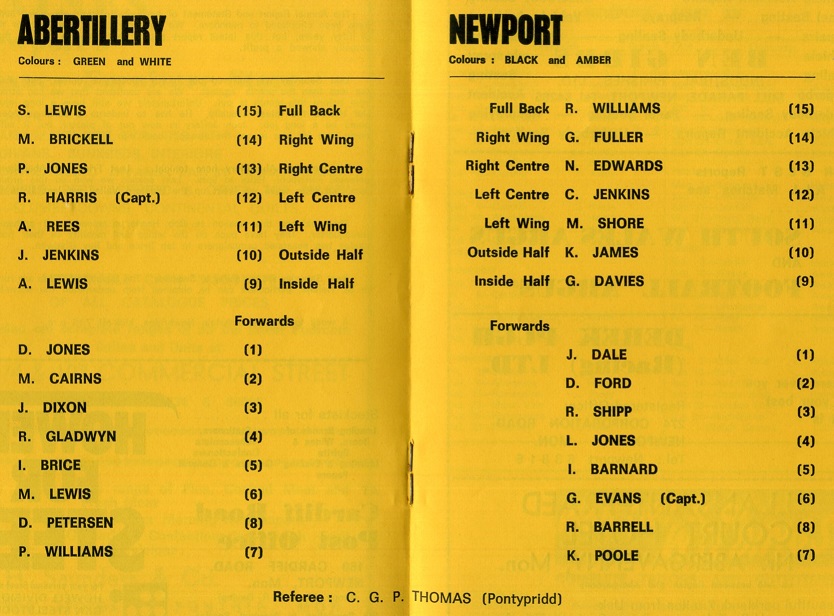 ABERTILLERY
Colours : GREEN and WHITE
S. LEWIS (15) Full Back
M. BRICKELL (14) Right Wing
P. JONES (13) Right Centre
R. HARRIS (Capt.) (12) Left Centre
A. REES (11) Left Wing
J. JENKINS (10) Outside Half
A. LEWIS (9) Inside Half
Forwards
D. JONES (1)
M. CAIRNS (2)
J. DIXON (3)
R. GLADWYN (4)
I. BRICE (5)
M. LEWIS (6)
D. PETERSEN (8)
P. WILLIAMS (7)
NEWPORT
Colours : BLACK and AMBER
Full Back R. WILLIAMS (15)
Right Wing G. FULLER (14)
Right Centre N. EDWARDS (13)
Left Centre C. JENKINS (12)
Left Wing M. SHORE (11)
Outside Half K. JAMES (10)
Inside Half G. DAVIES (9)
Forwards
J. DALE (1)
D. FORD (2)
R. SHIPP (3)
L. JONES (4)
I. BARNARD (5)
G. EVANS (Capt.) (6)
R. BARRELL (8)
K. POOLE (7)
Referee : C. G. P. THOMAS (Pontypridd)